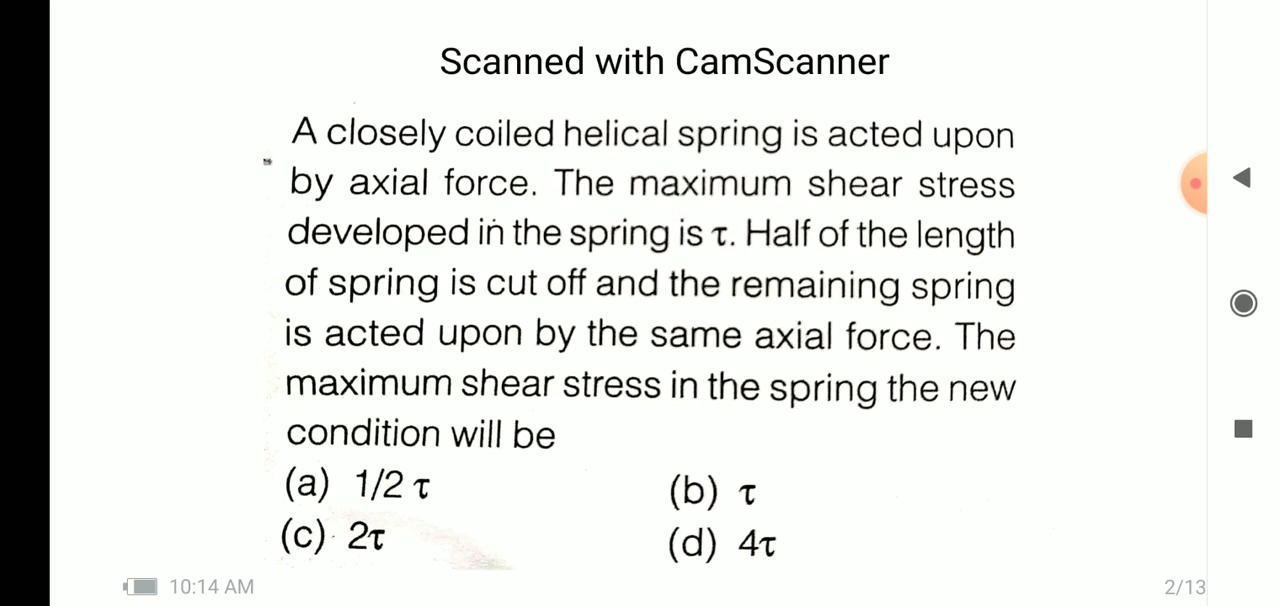 Scanned with CamScanner
A closely coiled helical spring is acted upon
by axial force. The maximum shear stress
developed in the spring is τ. Half of the length
of spring is cut off and the remaining spring
is acted upon by the same axial force. The
maximum shear stress in the spring the new
condition will be
(a) 1/2 τ (b) τ
(c) 2τ (d) 4τ
10:14 AM 2/13